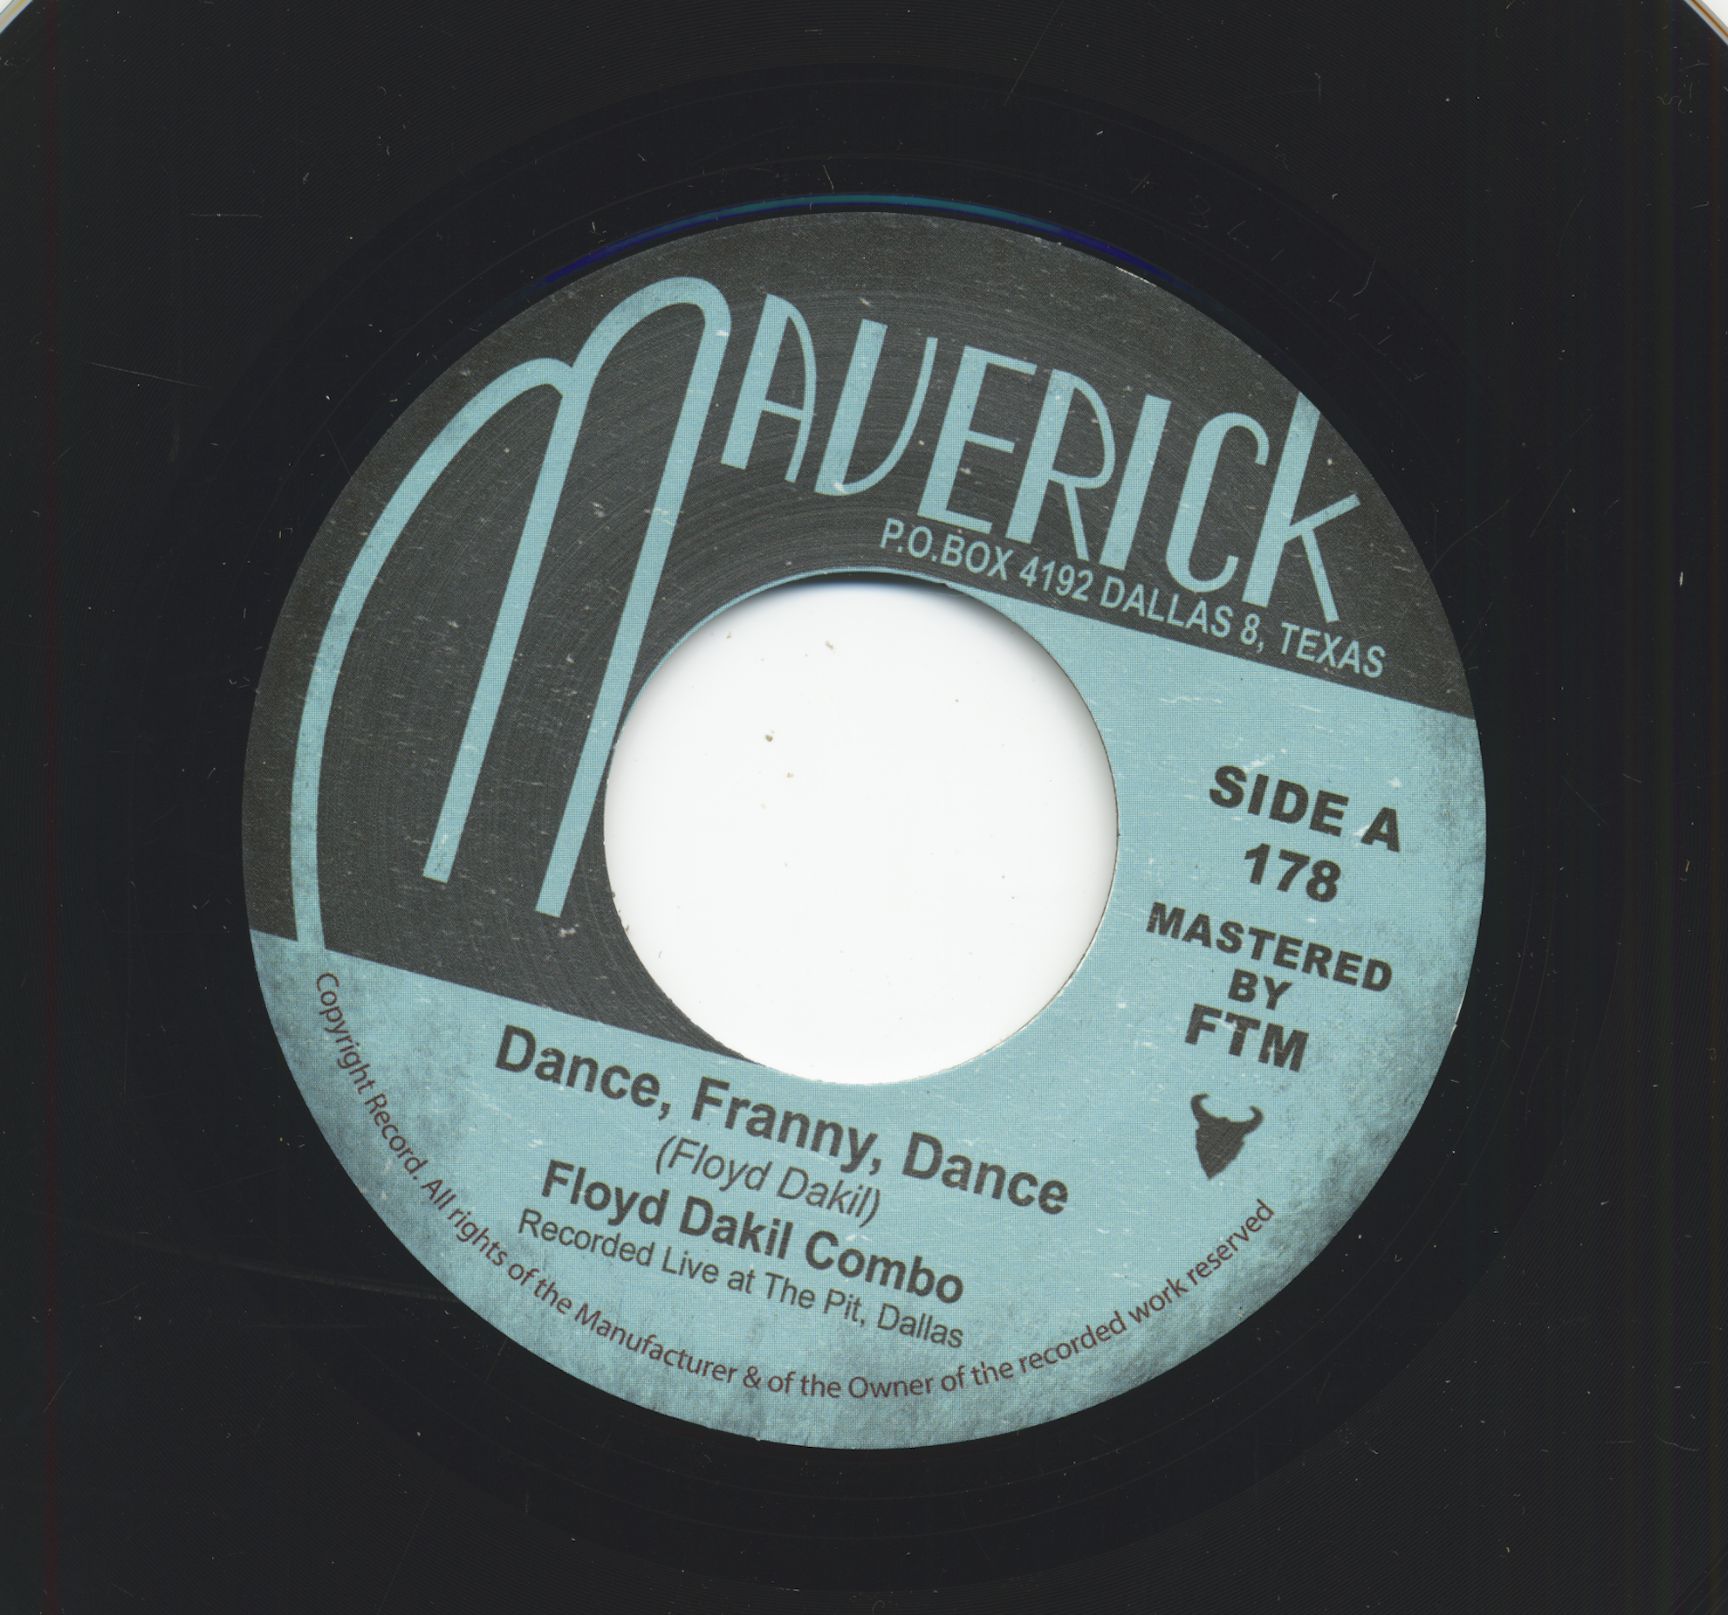 MAVERICK
P.O.BOX 4192 DALLAS 8, TEXAS
SIDE A
178
MASTERED
BY
FTM
Dance, Franny, Dance
(Floyd Dakil)
Floyd Dakil Combo
Recorded Live at The Pit, Dallas
Copyright Record. All rights of the Manufacturer & of the Owner of the recorded work reserved